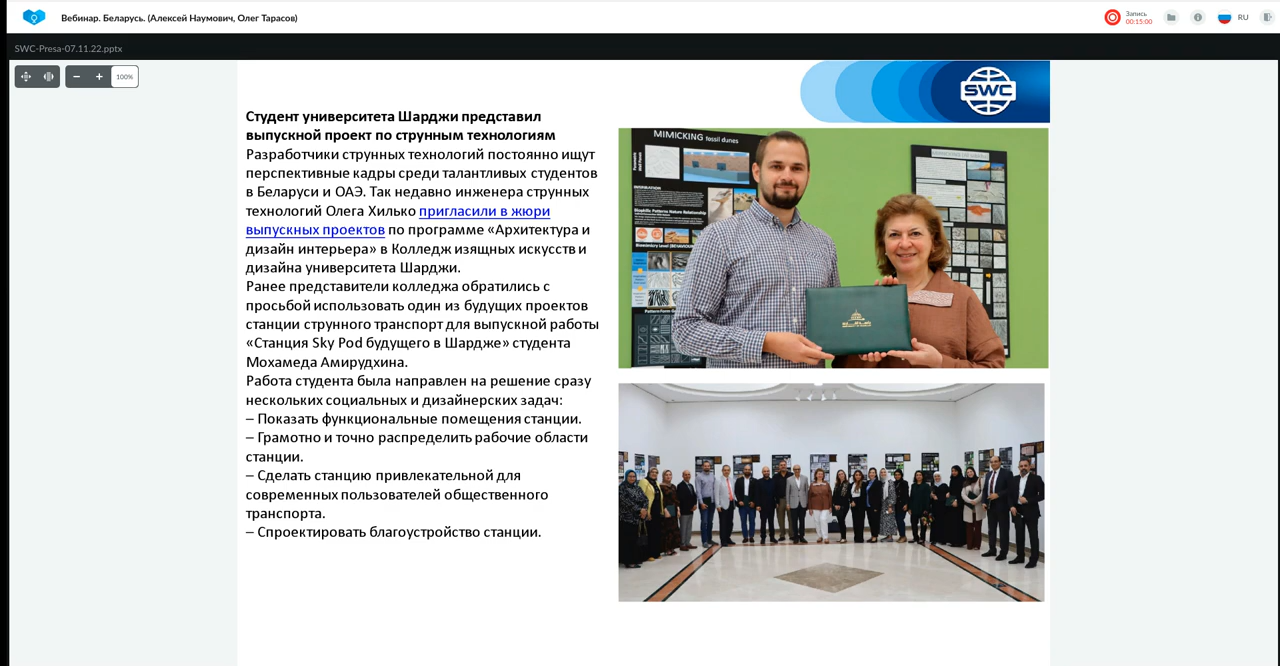 Вебинар. Беларусь. (Алексей Наумович, Олег Тарасов)
Запись
00:15:00
RU
SWC-Presa-07.11.22.pptx
100%
SWC
Студент университета Шарджи представил
выпускной проект по струнным технологиям
Разработчики струнных технологий постоянно ищут
перспективные кадры среди талантливых студентов
в Беларуси и ОАЭ. Так недавно инженера струнных
технологий Олега Хилько пригласили в жюри
выпускных проектов по программе «Архитектура и
дизайн интерьера» в Колледж изящных искусств и
дизайна университета Шарджи.
Ранее представители колледжа обратились с
просьбой использовать один из будущих проектов
станции струнного транспорт для выпускной работы
«Станция Sky Pod будущего в Шардже» студента
Мохамеда Амирудхина.
Работа студента была направлен на решение сразу
нескольких социальных и дизайнерских задач:
– Показать функциональные помещения станции.
– Грамотно и точно распределить рабочие области
станции.
– Сделать станцию привлекательной для
современных пользователей общественного
транспорта.
– Спроектировать благоустройство станции.
MIMICKING fossil dunes
INSPIRATION
Biophilic Patterns Nature Relationship